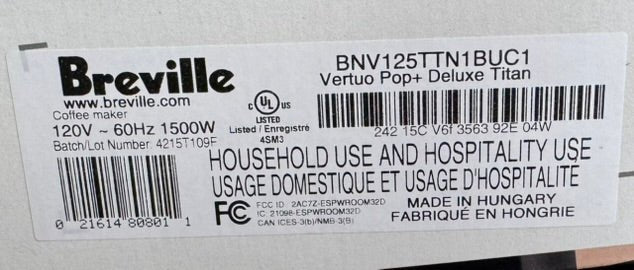 Breville
www.breville.com
Coffee maker
120V ~ 60Hz 1500W
Batch/Lot Number: 4215T109F
C UL US
LISTED
Listed / Enregistré
4SM3
BNV125TTN1BUC1
Vertuo Pop+ Deluxe Titan
242 15C V6f 3563 92E 04W
HOUSEHOLD USE AND HOSPITALITY USE
USAGE DOMESTIQUE ET USAGE D'HOSPITALITÉ
0 21614 80801 1
FC
FCC ID : 2AC7Z-ESPWROOM32D
IC: 21098-ESPWROOM32D
CAN ICES-3(b)/NMB-3(B)
MADE IN HUNGARY
FABRIQUÉ EN HONGRIE